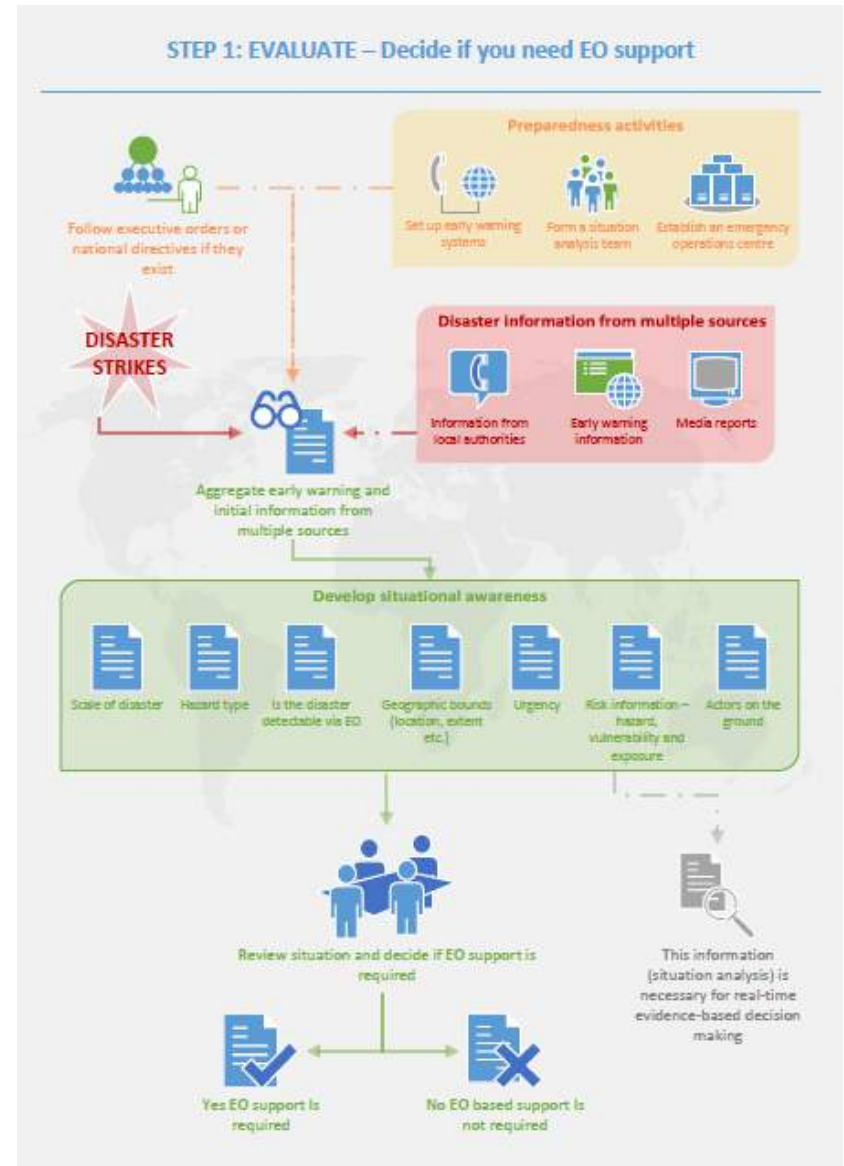 STEP 1: EVALUATE – Decide if you need EO support
Preparedness activities
Set up early warning
systems
Form a situation
analysis team
Establish an emergency
operations centre
Follow executive orders or
national directives if they
exist
DISASTER
STRIKES
Disaster information from multiple sources
Information from
local authorities
Early warning
information
Media reports
Aggregate early warning and
initial information from
multiple sources
Develop situational awareness
Scale of disaster
Hazard type
Is the disaster
detectable via EO
Geographic bounds
(location, extent
etc.)
Urgency
Risk information –
hazard,
vulnerability and
exposure
Actors on the
ground
Review situation and decide if EO support is
required
This information
(situation analysis) is
necessary for real-time
evidence-based decision
making
Yes EO support is
required
No EO based support is
not required